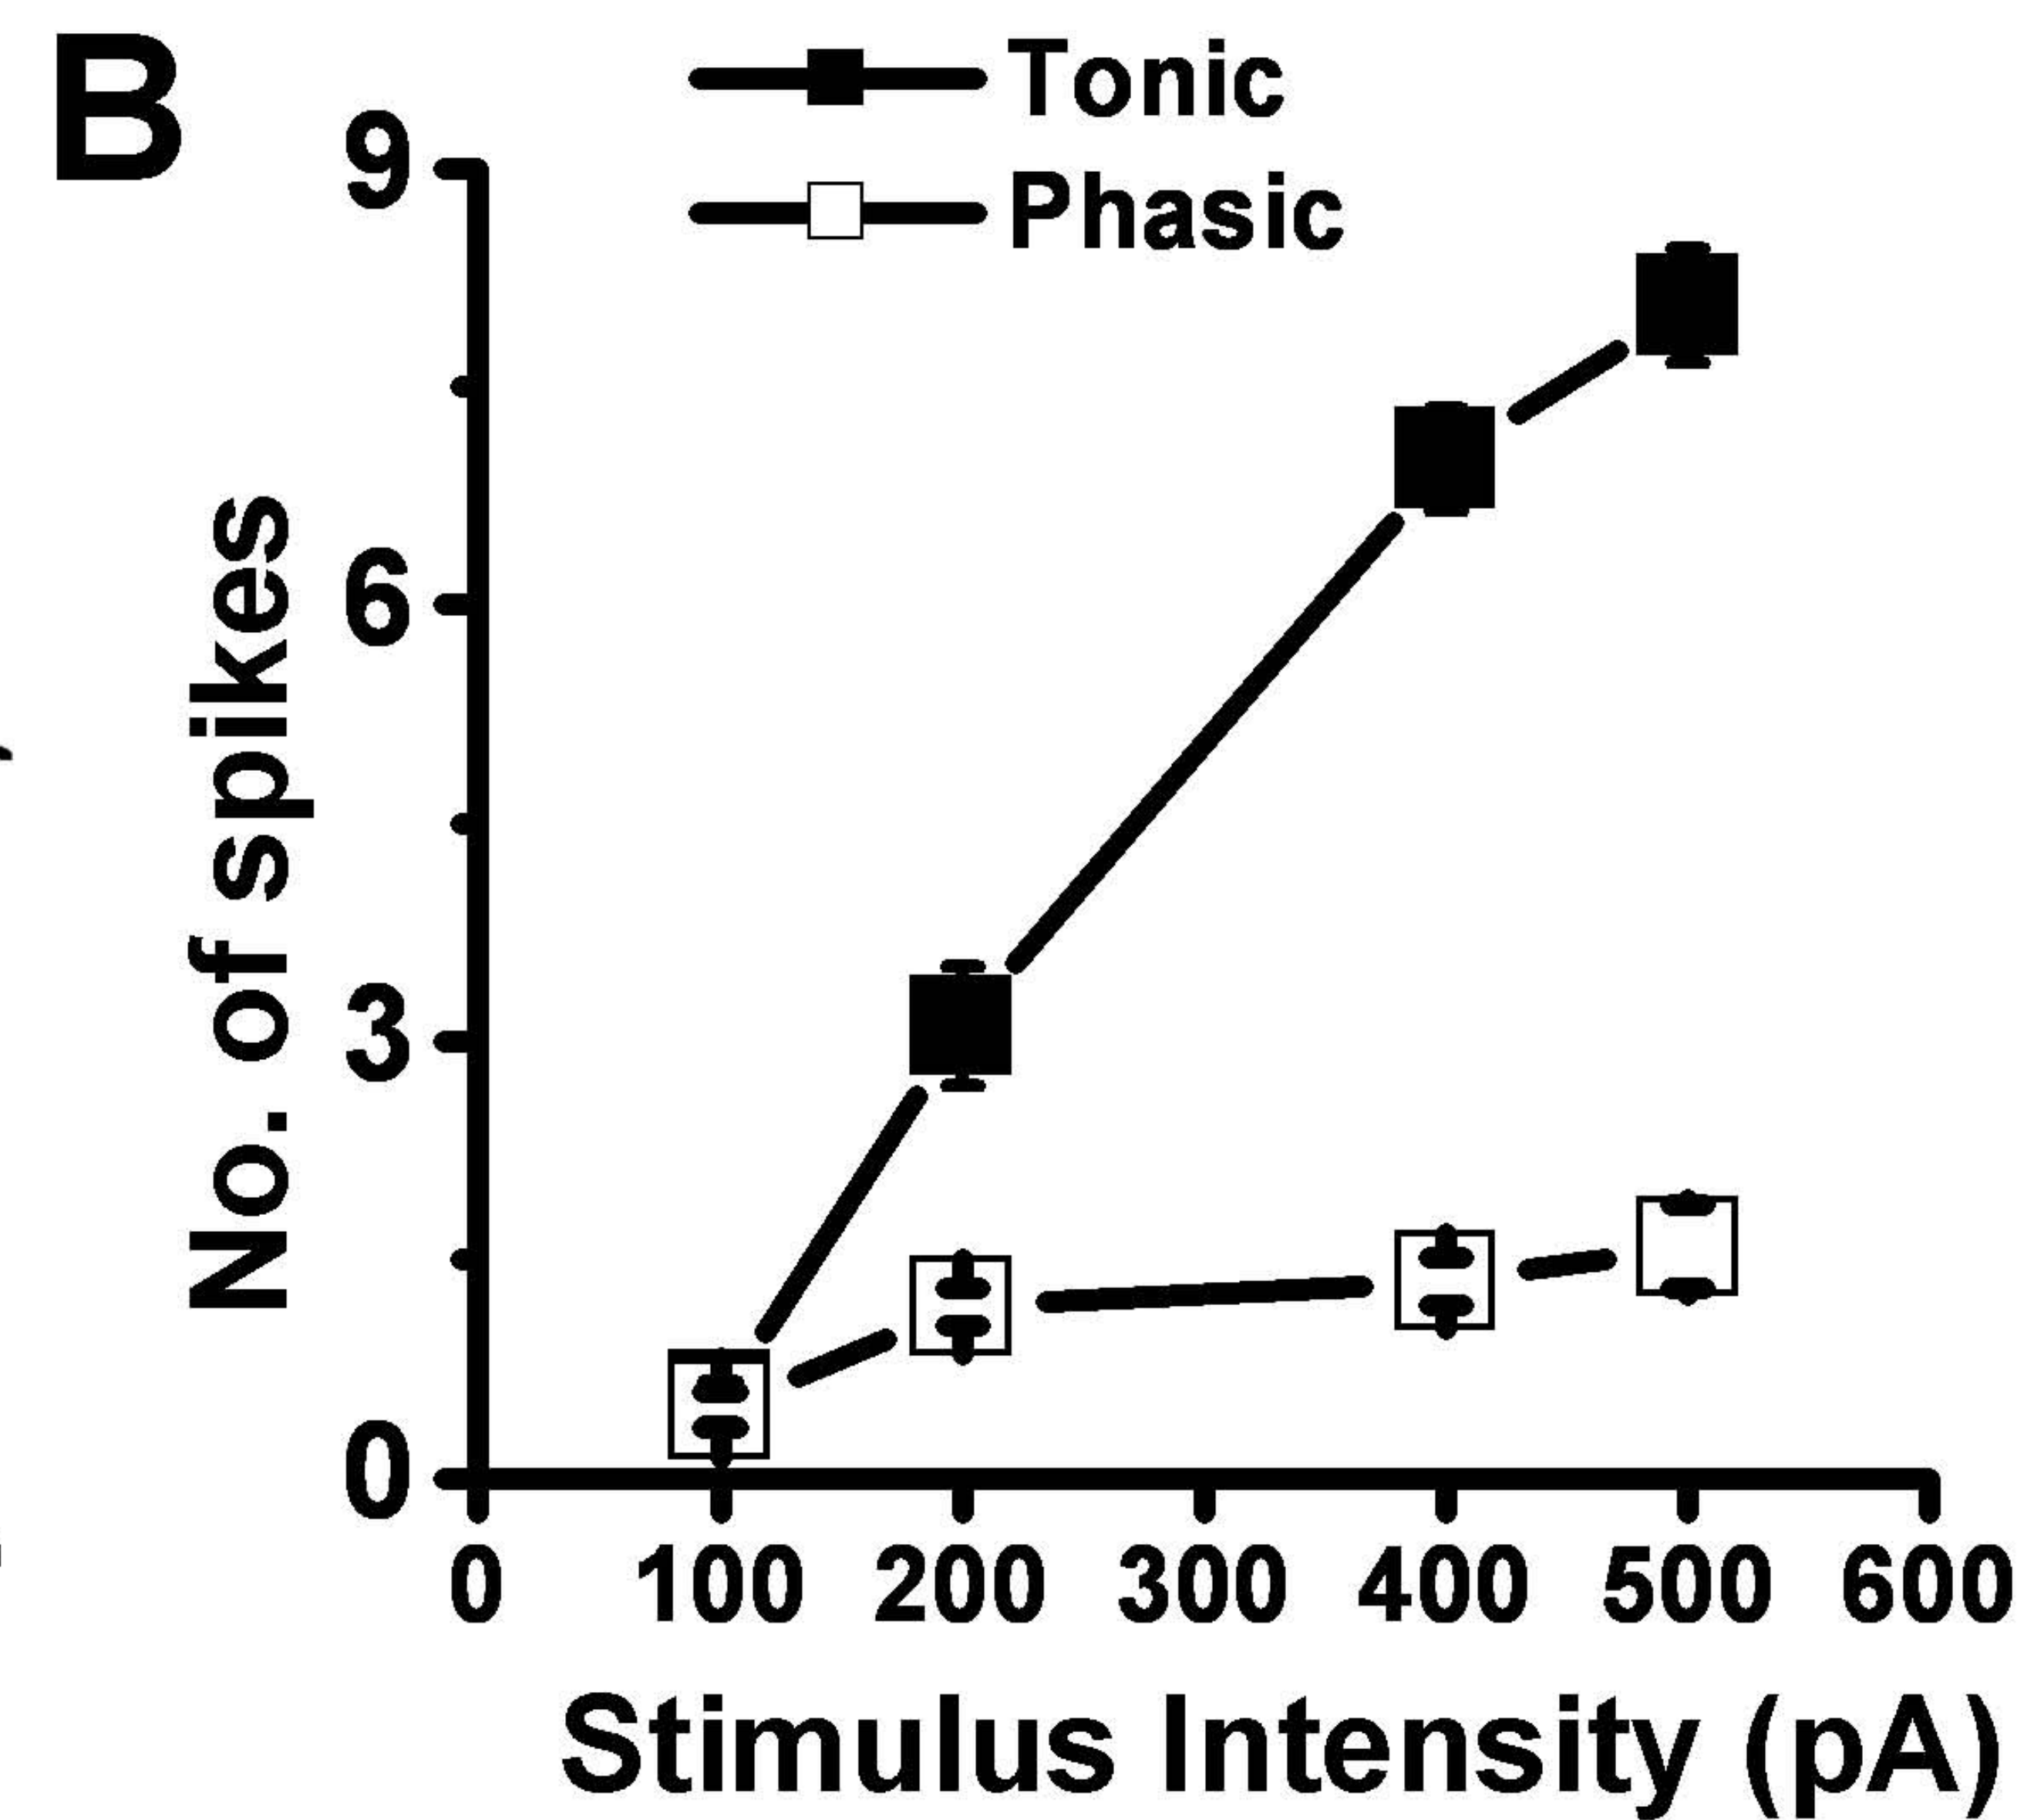 B
Tonic
Phasic
9
6
3
0
No. of spikes
0 100 200 300 400 500 600
Stimulus Intensity (pA)